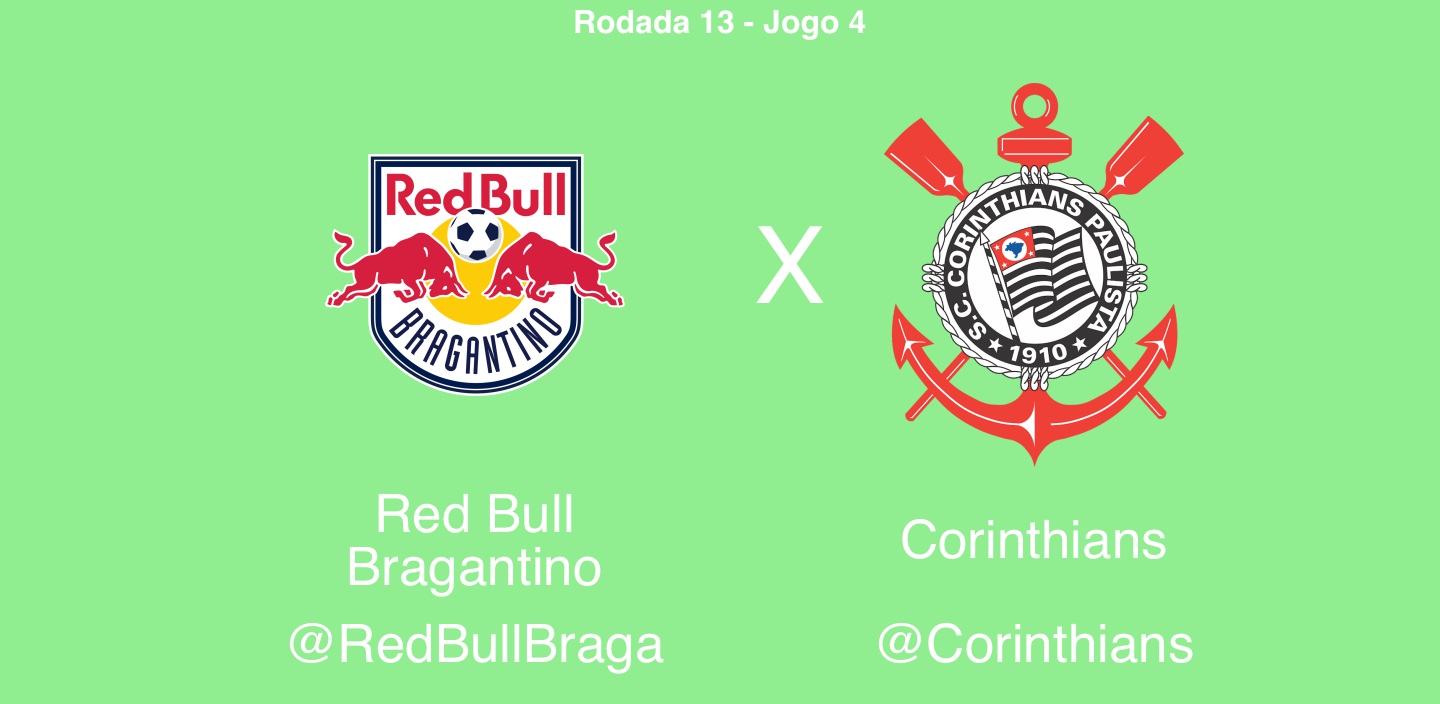 Rodada 13 - Jogo 4
Red Bull
BRAGANTINO
X
S.C. CORINTHIANS PAULISTA
★ 1910 ★
Red Bull
Bragantino
Corinthians
@RedBullBraga
@Corinthians